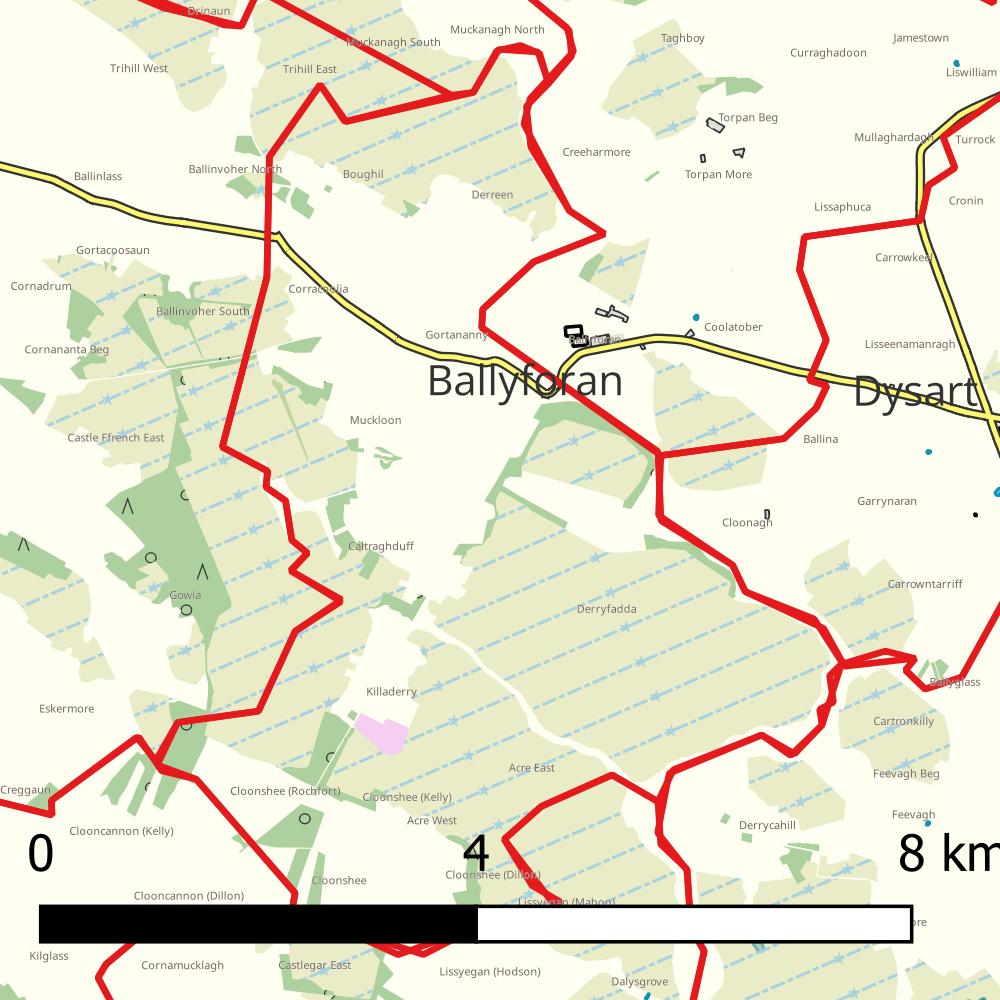 Drinaun
Muckanagh North
Muckanagh South
Taghboy
Jamestown
Curraghadoon
Trihill West
Trihill East
Liswilliam
Torpan Beg
Mullaghardagh
Turrock
Creeharmore
Ballinvoher North
Boughil
Torpan More
Ballinlass
Derreen
Cronin
Lissaphuca
Gortacoosaun
Carrowkeel
Cornadrum
Corracoolia
Ballinvoher South
Coolatober
Gortananny
Ballyforan
Lisseenamanragh
Cornananta Beg
Ballyforan
Dysart
Muckloon
Castle Ffrench East
Ballina
Garrynaran
Cloonagh
Caltraghduff
Carrowntarriff
Gowla
Derryfadda
Ballyglass
Killaderry
Eskermore
Cartronkilly
Acre East
Feevagh Beg
Creggaun
Cloonshee (Rochfort)
Cloonshee (Kelly)
Feevagh
Acre West
Derrycahill
Clooncannon (Kelly)
0
4
8 km
Cloonshee (Dillon)
Cloonshee
Clooncannon (Dillon)
Lissyegan (Mahon)
ore
Kilglass
Cornamucklagh
Castlegar East
Lissyegan (Hodson)
Dalysgrove